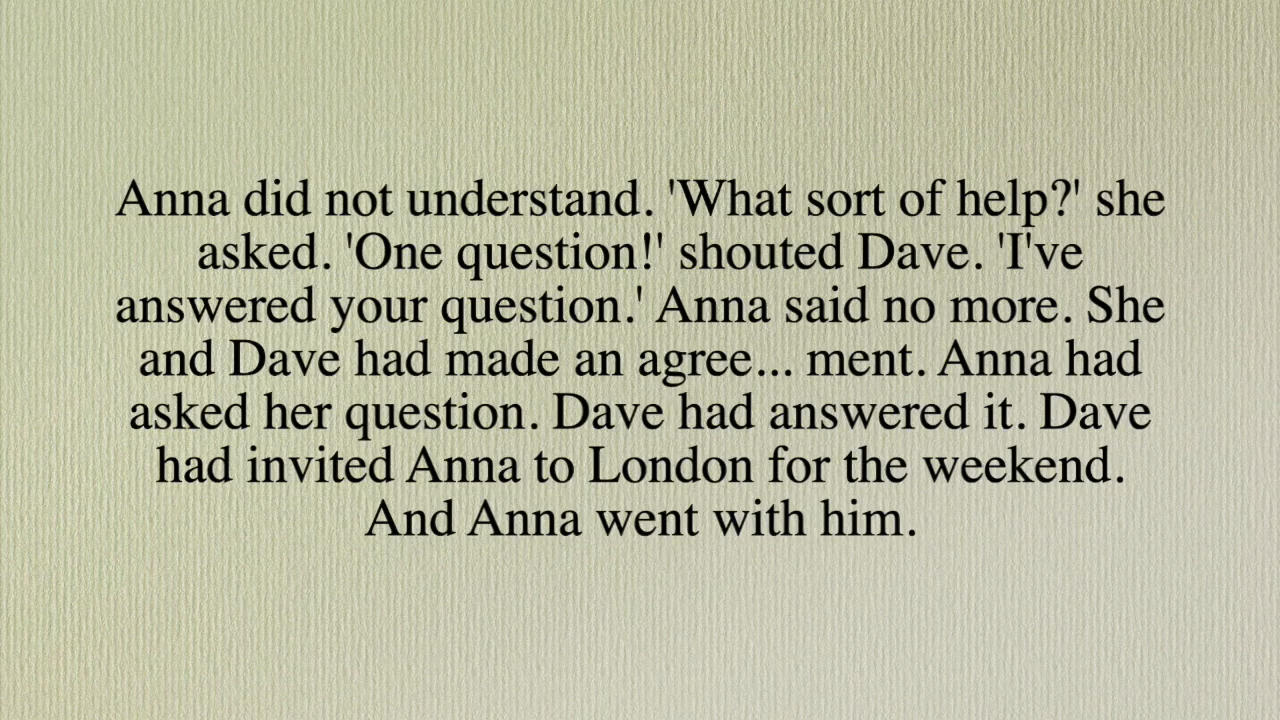 Anna did not understand. 'What sort of help?' she
asked. 'One question!' shouted Dave. 'I've
answered your question.' Anna said no more. She
and Dave had made an agree... ment. Anna had
asked her question. Dave had answered it. Dave
had invited Anna to London for the weekend.
And Anna went with him.